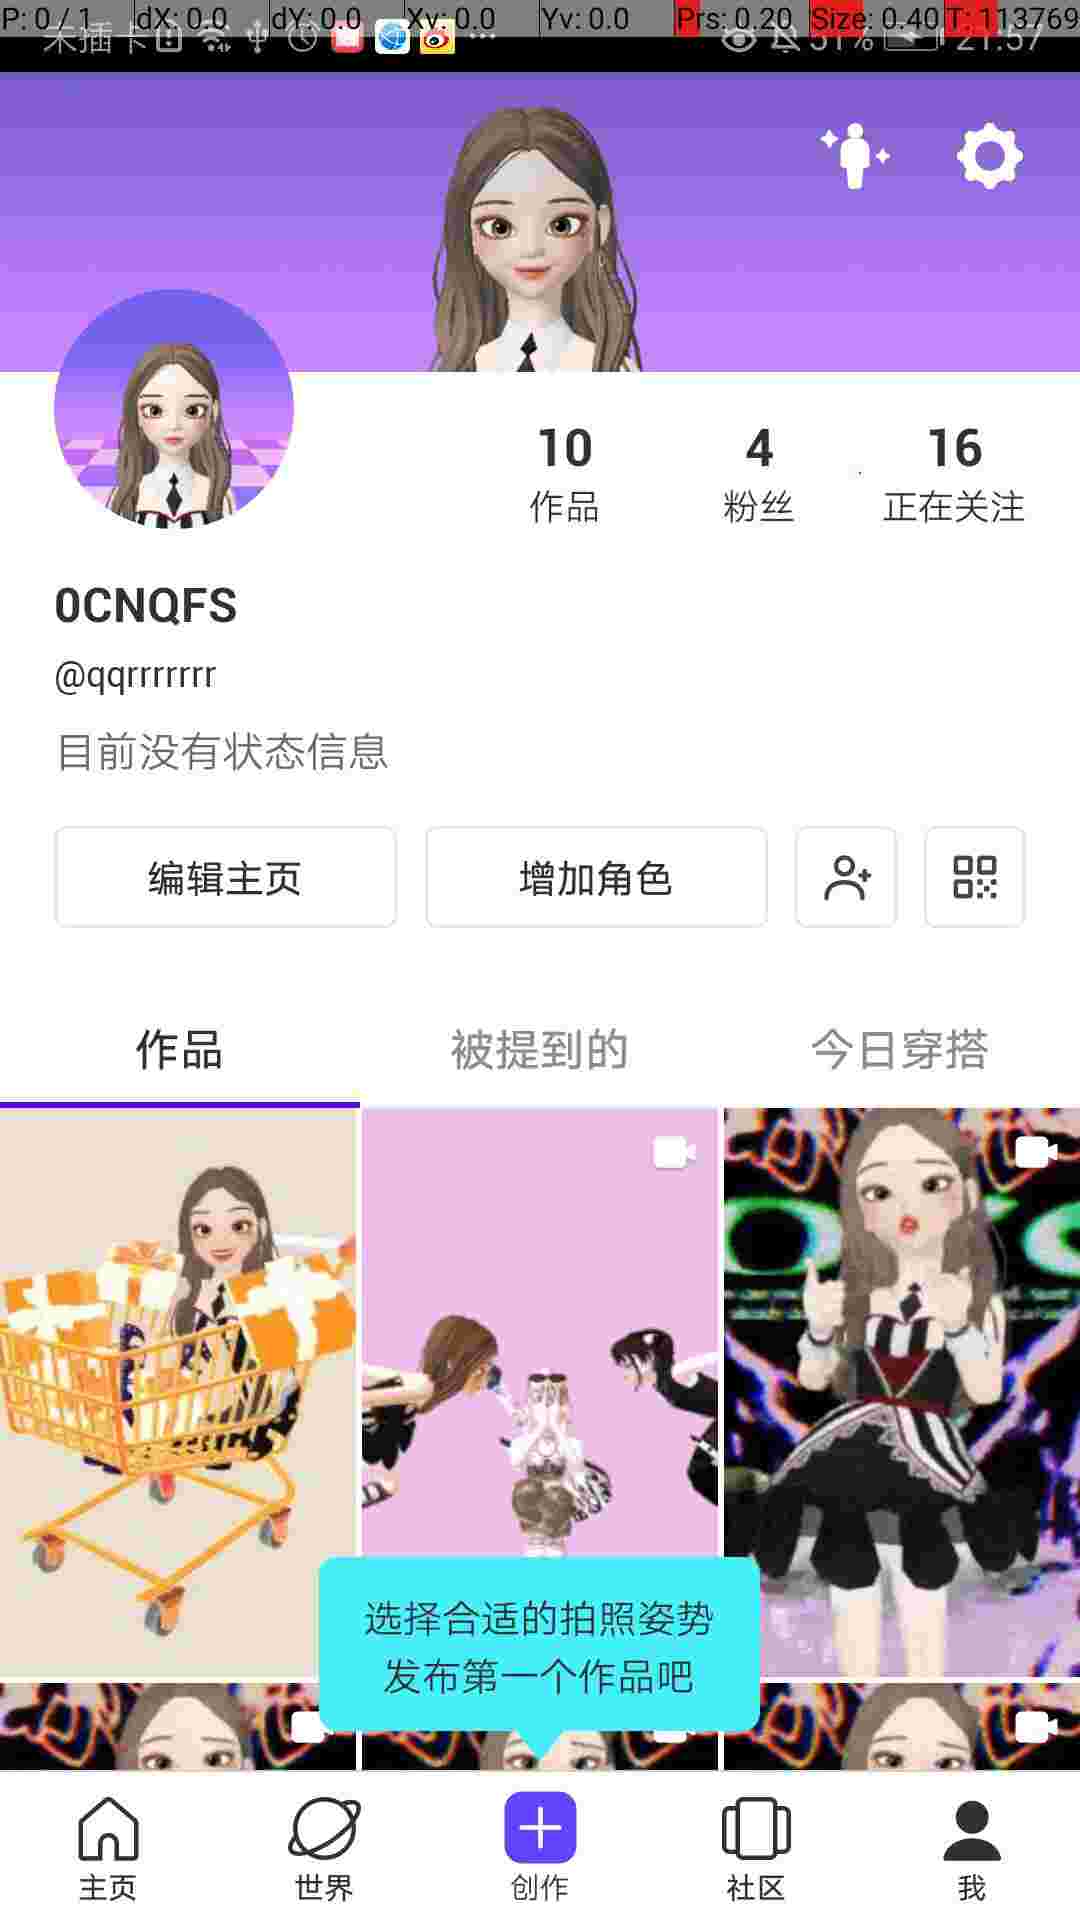 P: 0 / 1 dX: 0.0 dY: 0.0 Xv: 0.0 Yv: 0.0 Prs: 0.20 Size: 0.40 T: 113769
未插卡 51% 21:57
10 4 16
作品 粉丝 正在关注
0CNQFS
@qqrrrrrrr
目前没有状态信息
编辑主页 增加角色
作品 被提到的 今日穿搭
选择合适的拍照姿势
发布第一个作品吧
主页 世界 创作 社区 我